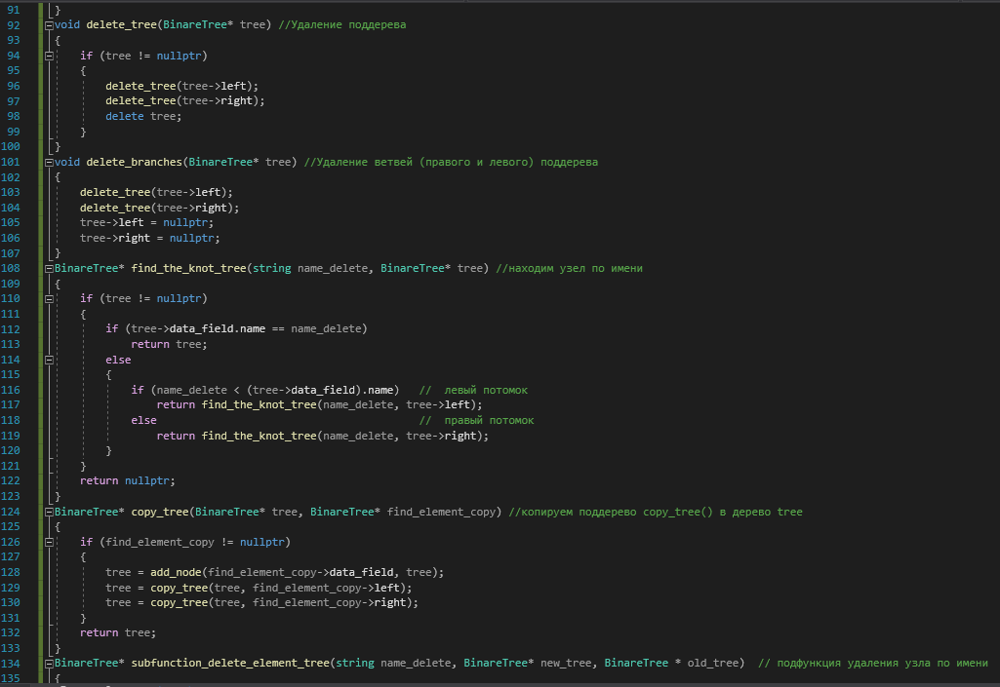 91 }
92 void delete_tree(BinareTree* tree) //Удаление поддерева
93 {
94 if (tree != nullptr)
95 {
96 delete_tree(tree->left);
97 delete_tree(tree->right);
98 delete tree;
99 }
100 }
101 void delete_branches(BinareTree* tree) //Удаление ветвей (правого и левого) поддерева
102 {
103 delete_tree(tree->left);
104 delete_tree(tree->right);
105 tree->left = nullptr;
106 tree->right = nullptr;
107 }
108 BinareTree* find_the_knot_tree(string name_delete, BinareTree* tree) //находим узел по имени
109 {
110 if (tree != nullptr)
111 {
112 if (tree->data_field.name == name_delete)
113 return tree;
114 else
115 {
116 if (name_delete < (tree->data_field).name) // левый потомок
117 return find_the_knot_tree(name_delete, tree->left);
118 else // правый потомок
119 return find_the_knot_tree(name_delete, tree->right);
120 }
121 }
122 return nullptr;
123 }
124 BinareTree* copy_tree(BinareTree* tree, BinareTree* find_element_copy) //копируем поддерево copy_tree() в дерево tree
125 {
126 if (find_element_copy != nullptr)
127 {
128 tree = add_node(find_element_copy->data_field, tree);
129 tree = copy_tree(tree, find_element_copy->left);
130 tree = copy_tree(tree, find_element_copy->right);
131 }
132 return tree;
133 }
134 BinareTree* subfunction_delete_element_tree(string name_delete, BinareTree* new_tree, BinareTree * old_tree) // подфункция удаления узла по имени
135 {